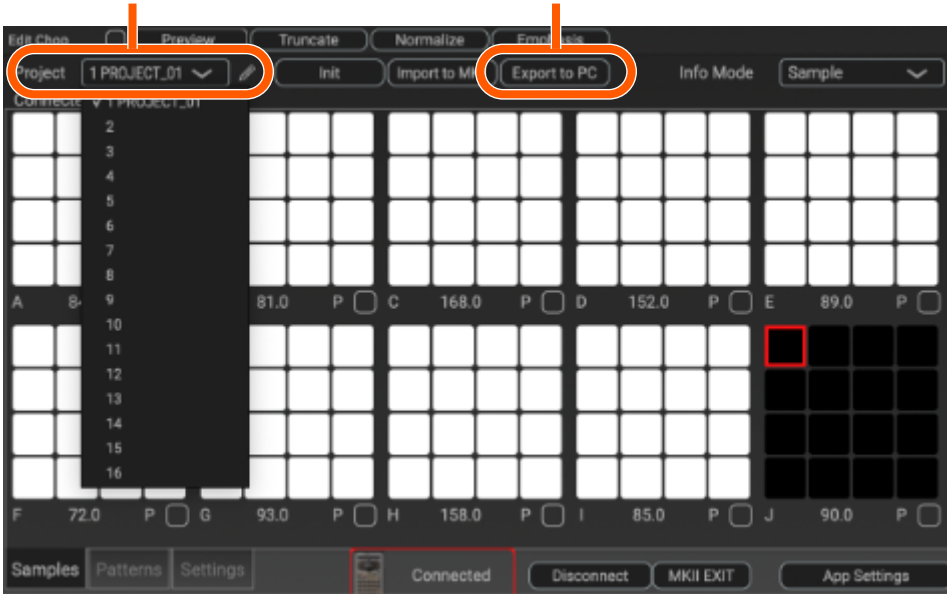 Edit Chop Preview Truncate Normalize Emphasis
Project 1 PROJECT_01 Init Import to MK Export to PC Info Mode Sample
Connecte ✓ 1 PROJECT_01
2
3
4
5
6
7
8
9
10
11
12
13
14
15
16
A 81.0 P C 168.0 P D 152.0 P E 89.0 P
F 72.0 P G 93.0 P H 158.0 P I 85.0 P J 90.0 P
Samples Patterns Settings Connected Disconnect MKII EXIT App Settings